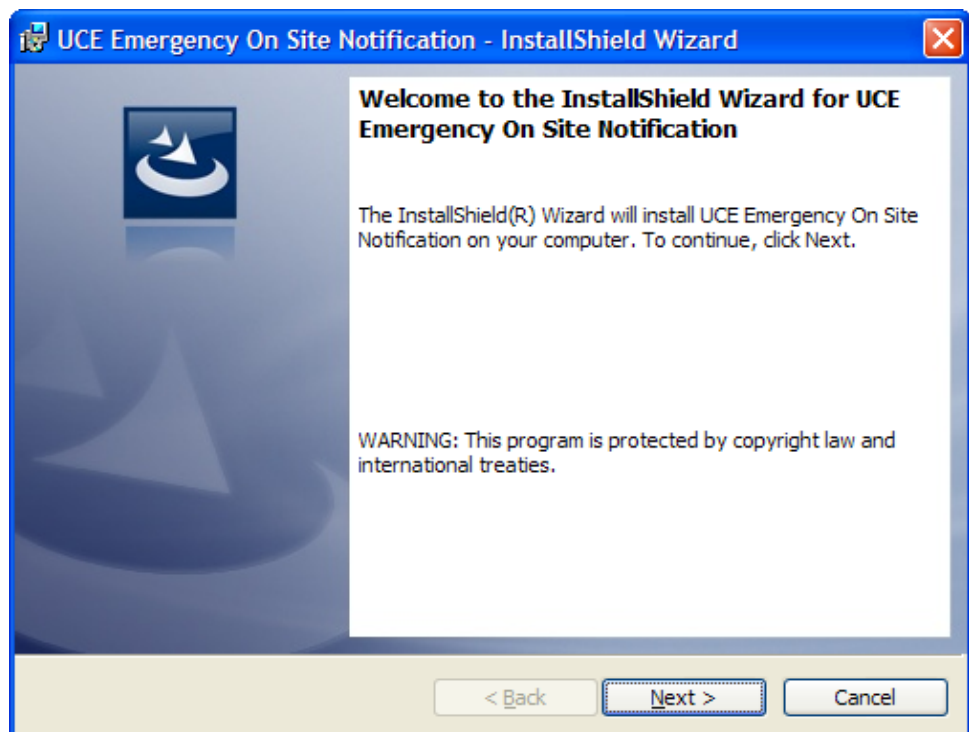 UCE Emergency On Site Notification - InstallShield Wizard
Welcome to the InstallShield Wizard for UCE
Emergency On Site Notification
The InstallShield(R) Wizard will install UCE Emergency On Site
Notification on your computer. To continue, click Next.
WARNING: This program is protected by copyright law and
international treaties.
< Back Next > Cancel